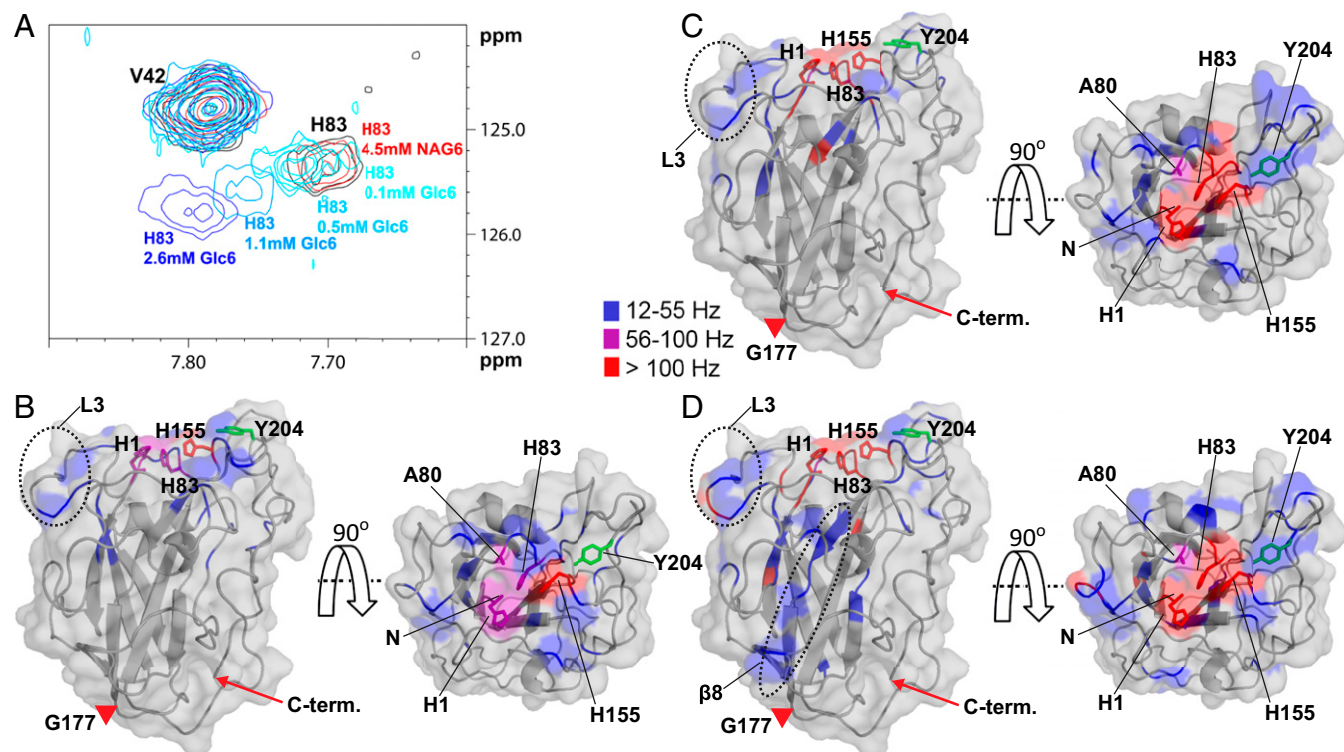 A
ppm
V42
125.0
H83
H83
4.5mM NAG6
H83
0.1mM Glc6
H83
0.5mM Glc6
H83
1.1mM Glc6
H83
2.6mM Glc6
126.0
127.0
ppm
7.80
7.70
C
H1
H155
Y204
H83
L3
G177
C-term.
90°
A80
H83
Y204
N
H1
H155
12-55 Hz
56-100 Hz
> 100 Hz
B
L3
H1
H155
Y204
H83
G177
C-term.
90°
A80
H83
Y204
N
H1
H155
D
L3
H1
H155
Y204
H83
β8
G177
C-term.
90°
A80
H83
Y204
N
H1
H155